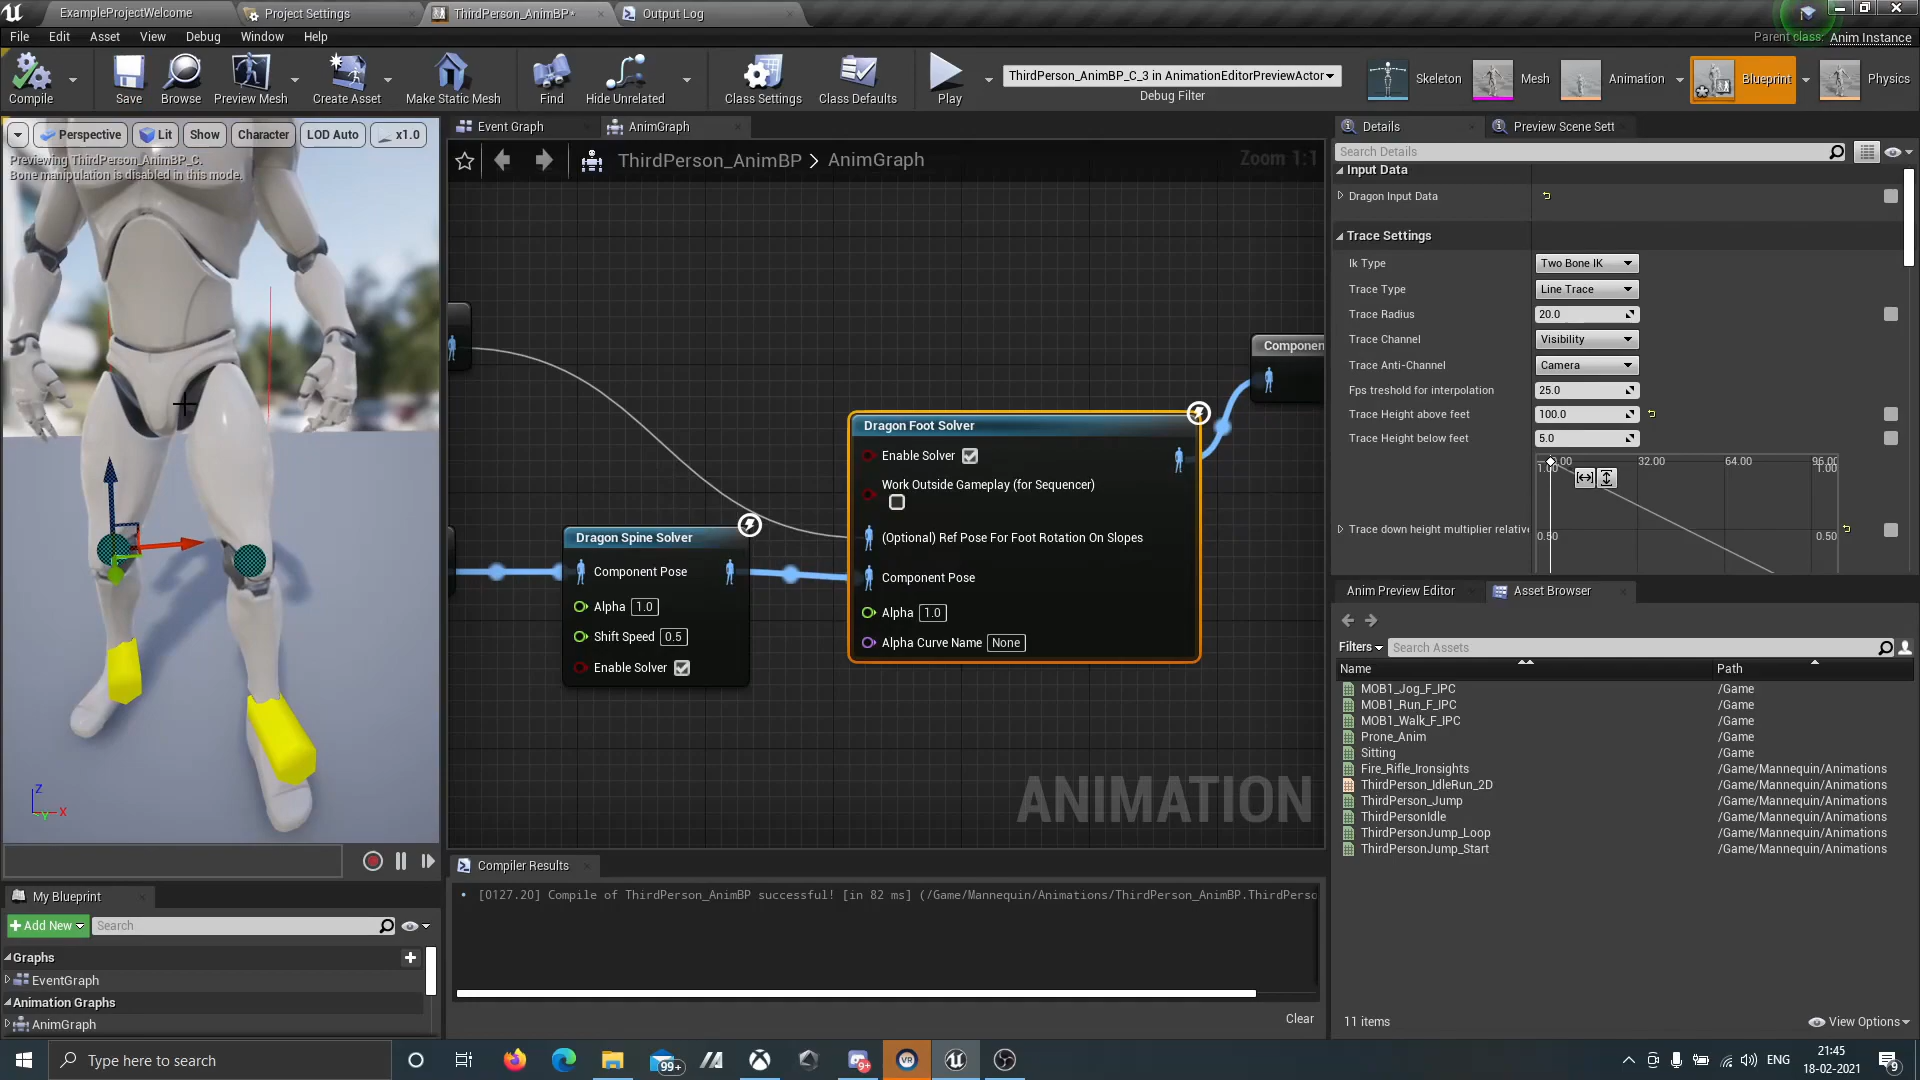 ExampleProjectWelcome
Project Settings
ThirdPerson_AnimBP*
Output Log
File Edit Asset View Debug Window Help
Parent class: Anim Instance
Compile
Save
Browse
Preview Mesh
Create Asset
Make Static Mesh
Find
Hide Unrelated
Class Settings
Class Defaults
Play
ThirdPerson_AnimBP_C_3 in AnimationEditorPreviewActor
Debug Filter
Skeleton
Mesh
Animation
Blueprint
Physics
Perspective
Lit
Show
Character
LOD Auto
x1.0
Previewing ThirdPerson_AnimBP_C.
Bone manipulation is disabled in this mode.
Z
Y
X
Event Graph
AnimGraph
ThirdPerson_AnimBP > AnimGraph
Zoom 1:1
Dragon Spine Solver
Component Pose
Alpha 1.0
Shift Speed 0.5
Enable Solver
Dragon Foot Solver
Enable Solver
Work Outside Gameplay (for Sequencer)
(Optional) Ref Pose For Foot Rotation On Slopes
Component Pose
Alpha 1.0
Alpha Curve Name None
Componen
ANIMATION
Details
Preview Scene Sett
Search Details
Input Data
Dragon Input Data
Trace Settings
Ik Type Two Bone IK
Trace Type Line Trace
Trace Radius 20.0
Trace Channel Visibility
Trace Anti-Channel Camera
Fps treshold for interpolation 25.0
Trace Height above feet 100.0
Trace Height below feet 5.0
32.00 64.00 96.00
1.00 1.00
Trace down height multiplier relative
0.50 0.50
Anim Preview Editor
Asset Browser
Filters
Search Assets
Name Path
MOB1_Jog_F_IPC /Game
MOB1_Run_F_IPC /Game
MOB1_Walk_F_IPC /Game
Prone_Anim /Game
Sitting /Game
Fire_Rifle_Ironsights /Game/Mannequin/Animations
ThirdPerson_IdleRun_2D /Game/Mannequin/Animations
ThirdPerson_Jump /Game/Mannequin/Animations
ThirdPersonIdle /Game/Mannequin/Animations
ThirdPersonJump_Loop /Game/Mannequin/Animations
ThirdPersonJump_Start /Game/Mannequin/Animations
11 items
View Options
Compiler Results
[0127.20] Compile of ThirdPerson_AnimBP successful! [in 82 ms] (/Game/Mannequin/Animations/ThirdPerson_AnimBP.ThirdPerso
Clear
My Blueprint
Add New
Search
Graphs
EventGraph
Animation Graphs
AnimGraph
Type here to search
99+
9+
ENG
21:45
18-02-2021
9